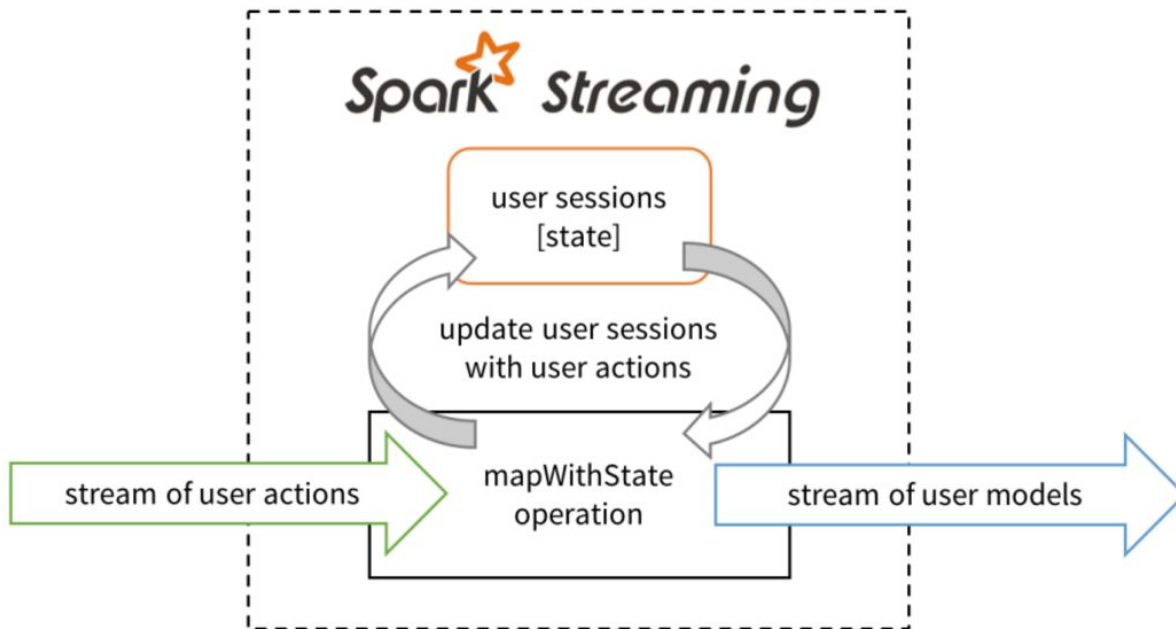 Spark Streaming
user sessions
[state]
update user sessions
with user actions
stream of user actions
mapWithState
operation
stream of user models